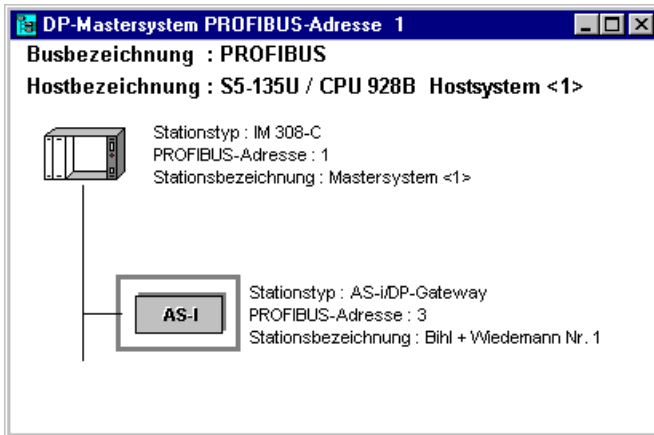 DP-Mastersystem PROFIBUS-Adresse 1
Busbezeichnung : PROFIBUS
Hostbezeichnung : S5-135U / CPU 928B Hostsystem <1>
Stationstyp : IM 308-C
PROFIBUS-Adresse : 1
Stationsbezeichnung : Mastersystem <1>
AS-I
Stationstyp : AS-i/DP-Gateway
PROFIBUS-Adresse : 3
Stationsbezeichnung : Bihl + Wiedemann Nr. 1